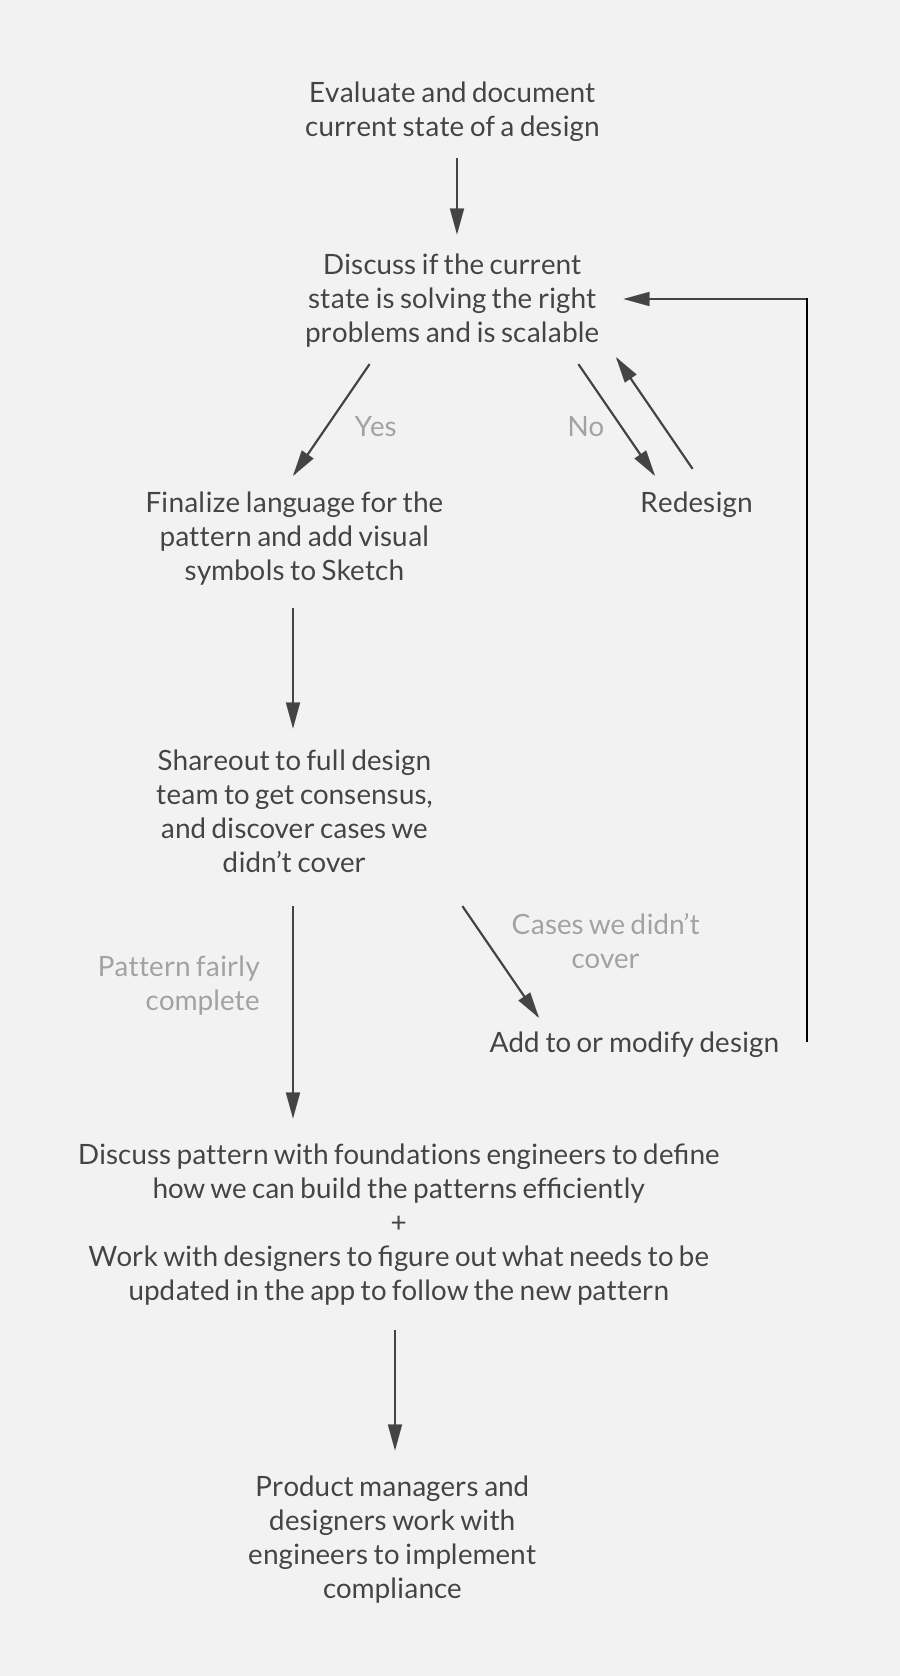 Evaluate and document
current state of a design
Discuss if the current
state is solving the right
problems and is scalable
Yes
No
Finalize language for the
pattern and add visual
symbols to Sketch
Redesign
Shareout to full design
team to get consensus,
and discover cases we
didn’t cover
Cases we didn’t
cover
Pattern fairly
complete
Add to or modify design
Discuss pattern with foundations engineers to define
how we can build the patterns efficiently
+
Work with designers to figure out what needs to be
updated in the app to follow the new pattern
Product managers and
designers work with
engineers to implement
compliance